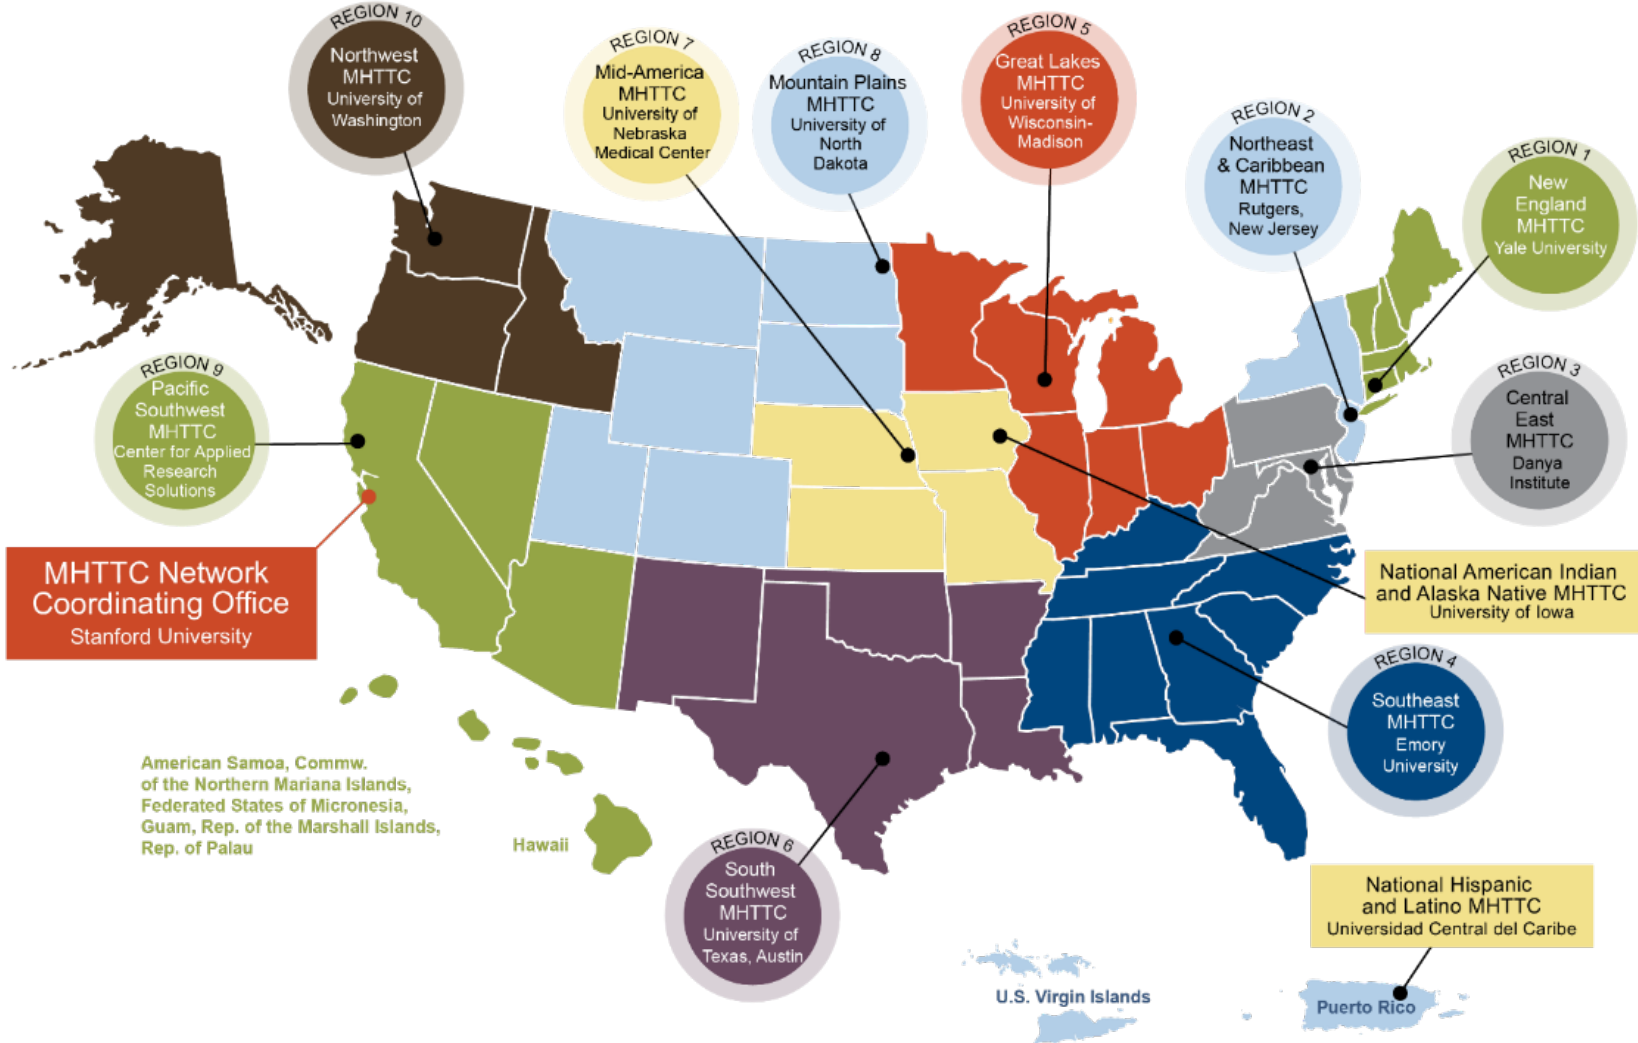 REGION 10
Northwest
MHTTC
University of
Washington
REGION 7
Mid-America
MHTTC
University of
Nebraska
Medical Center
REGION 8
Mountain Plains
MHTTC
University of
North
Dakota
REGION 5
Great Lakes
MHTTC
University of
Wisconsin-
Madison
REGION 2
Northeast
& Caribbean
MHTTC
Rutgers,
New Jersey
REGION 1
New
England
MHTTC
Yale University
REGION 9
Pacific
Southwest
MHTTC
Center for Applied
Research
Solutions
REGION 3
Central
East
MHTTC
Danya
Institute
MHTTC Network
Coordinating Office
Stanford University
National American Indian
and Alaska Native MHTTC
University of Iowa
REGION 4
Southeast
MHTTC
Emory
University
American Samoa, Commw.
of the Northern Mariana Islands,
Federated States of Micronesia,
Guam, Rep. of the Marshall Islands,
Rep. of Palau
Hawaii
REGION 6
South
Southwest
MHTTC
University of
Texas, Austin
National Hispanic
and Latino MHTTC
Universidad Central del Caribe
U.S. Virgin Islands
Puerto Rico